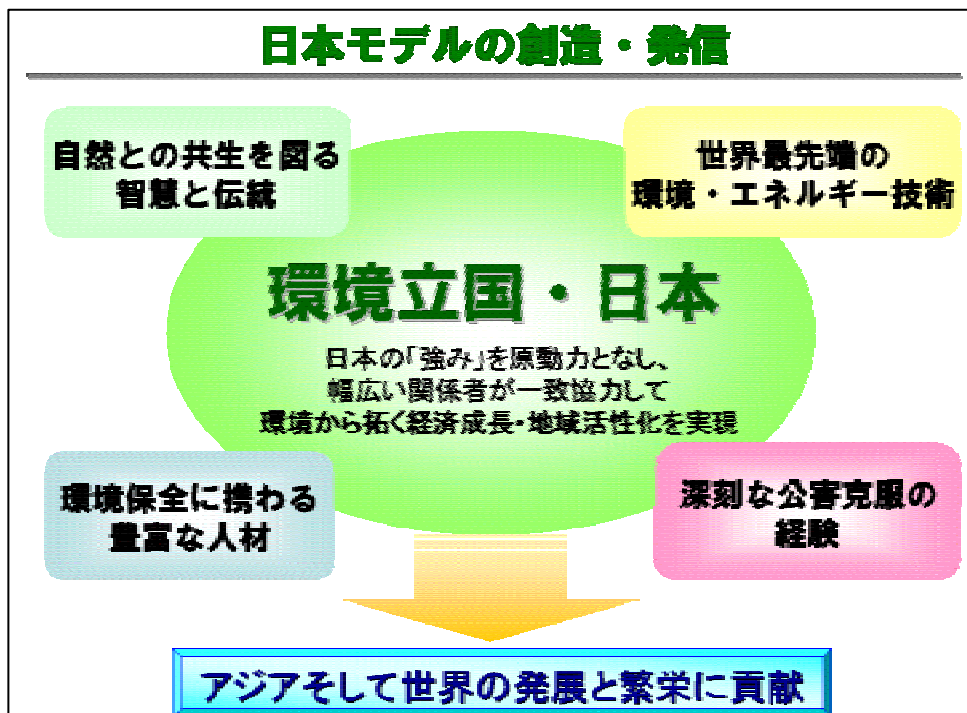 日本モデルの創造・発信
自然との共生を図る
智慧と伝統
世界最先端の
環境・エネルギー技術
環境立国・日本
日本の「強み」を原動力となし、
幅広い関係者が一致協力して
環境から拓く経済成長・地域活性化を実現
環境保全に携わる
豊富な人材
深刻な公害克服の
経験
アジアそして世界の発展と繁栄に貢献